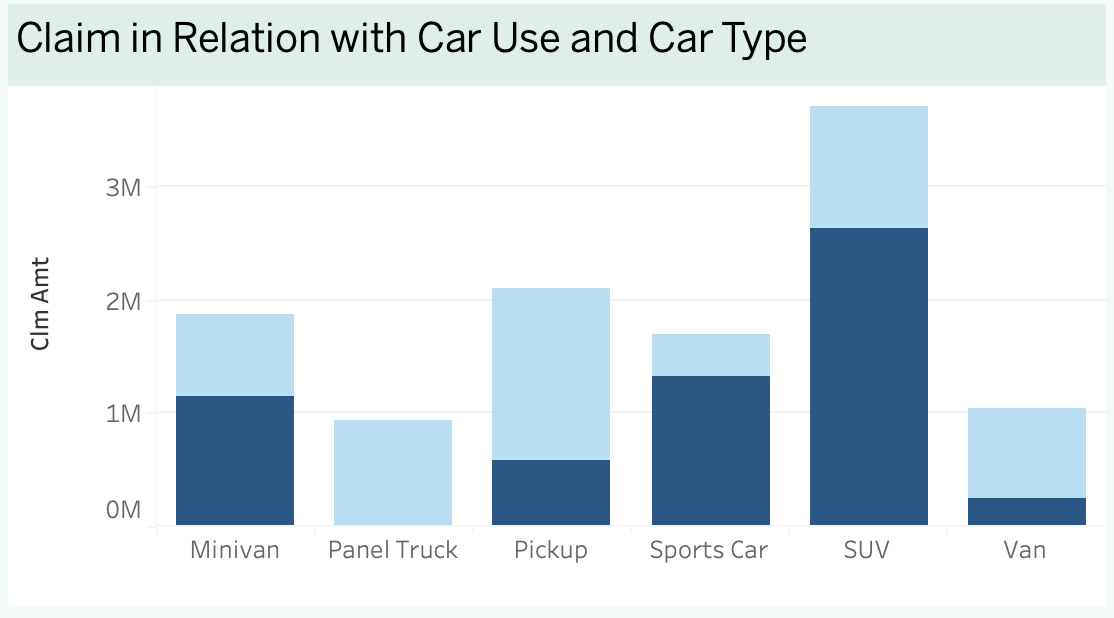 Claim in Relation with Car Use and Car Type
Clm Amt
3M
2M
1M
0M
Minivan Panel Truck Pickup Sports Car SUV Van